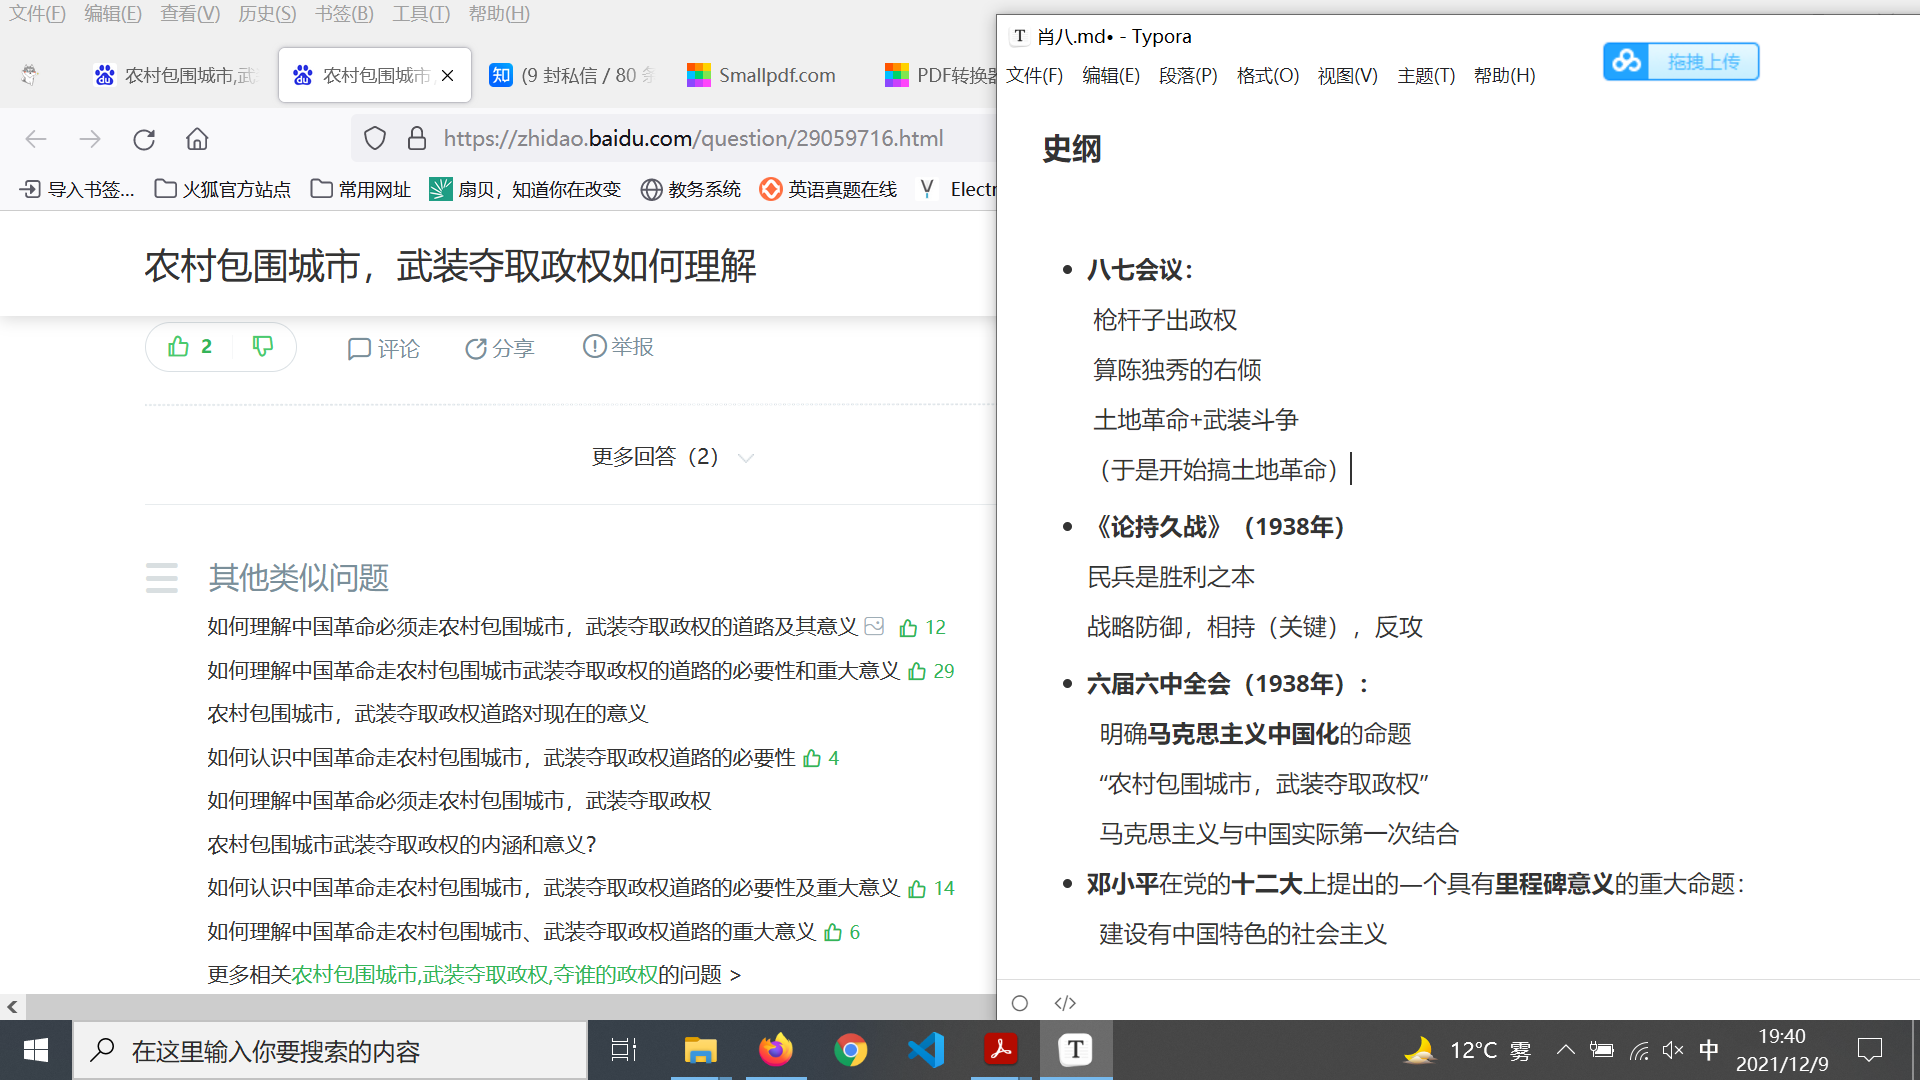 文件(F) 编辑(E) 查看(V) 历史(S) 书签(B) 工具(T) 帮助(H)
农村包围城市,武
农村包围城市
知 (9 封私信 / 80 条
Smallpdf.com
PDF转换器
https://zhidao.baidu.com/question/29059716.html
导入书签... 火狐官方站点 常用网址 扇贝，知道你在改变 教务系统 英语真题在线 Electr
农村包围城市，武装夺取政权如何理解
2 评论 分享 举报
更多回答（2）
其他类似问题
如何理解中国革命必须走农村包围城市，武装夺取政权的道路及其意义 12
如何理解中国革命走农村包围城市武装夺取政权的道路的必要性和重大意义 29
农村包围城市，武装夺取政权道路对现在的意义
如何认识中国革命走农村包围城市，武装夺取政权道路的必要性 4
如何理解中国革命必须走农村包围城市，武装夺取政权
农村包围城市武装夺取政权的内涵和意义？
如何认识中国革命走农村包围城市，武装夺取政权道路的必要性及重大意义 14
如何理解中国革命走农村包围城市、武装夺取政权道路的重大意义 6
更多相关农村包围城市,武装夺取政权,夺谁的政权的问题 >
T 肖八.md• - Typora
文件(F) 编辑(E) 段落(P) 格式(O) 视图(V) 主题(T) 帮助(H)
拖拽上传
史纲
• 八七会议：
枪杆子出政权
算陈独秀的右倾
土地革命+武装斗争
（于是开始搞土地革命）
• 《论持久战》（1938年）
民兵是胜利之本
战略防御，相持（关键），反攻
• 六届六中全会（1938年）：
明确马克思主义中国化的命题
“农村包围城市，武装夺取政权”
马克思主义与中国实际第一次结合
• 邓小平在党的十二大上提出的一个具有里程碑意义的重大命题：
建设有中国特色的社会主义
</>
在这里输入你要搜索的内容
T
12°C 雾
中
19:40
2021/12/9